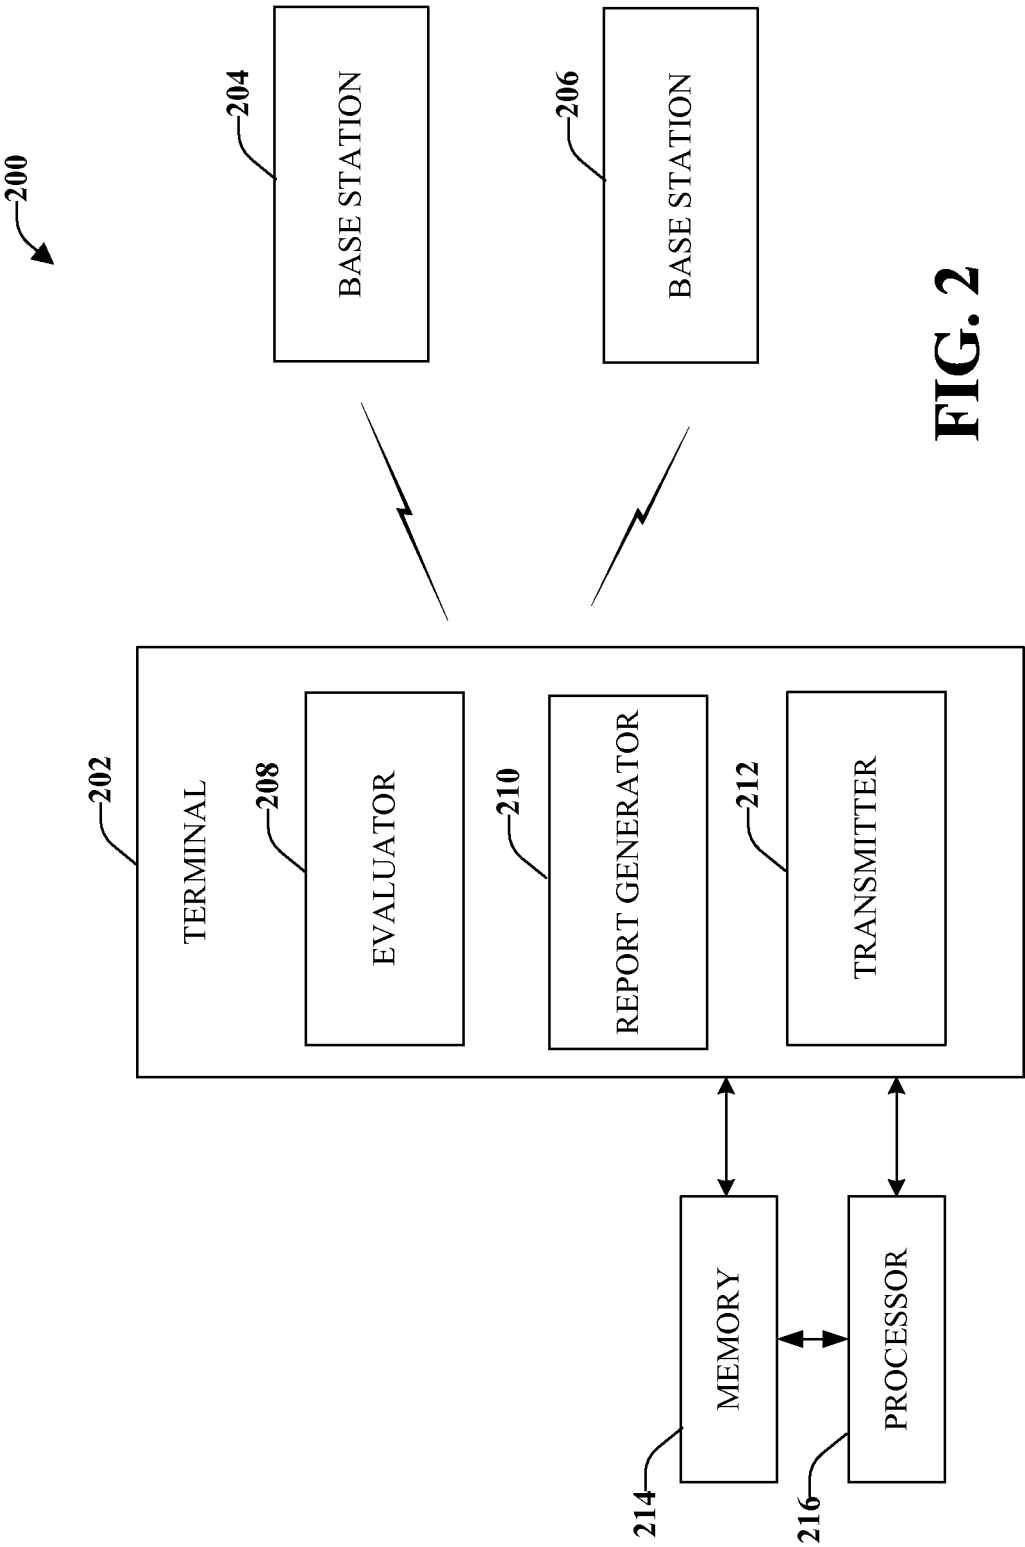 200
202
TERMINAL
204
BASE STATION
208
EVALUATOR
206
BASE STATION
210
REPORT GENERATOR
214
MEMORY
212
TRANSMITTER
216
PROCESSOR
FIG. 2